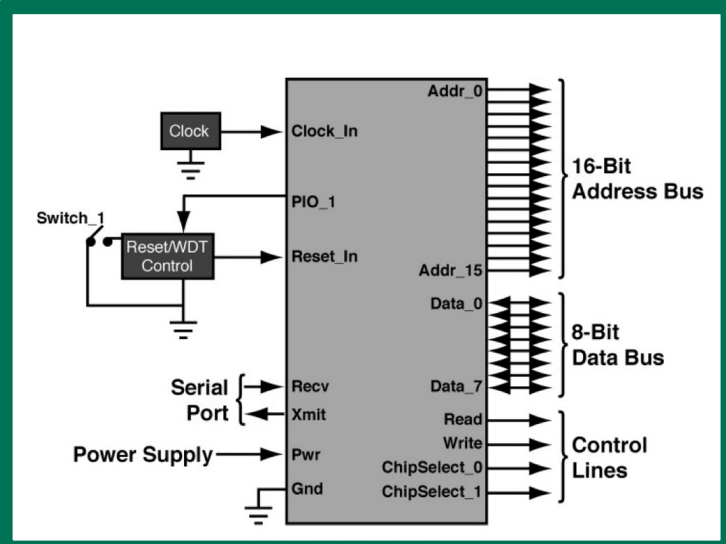 Clock
Clock_In
Addr_0
16-Bit
Address Bus
PIO_1
Switch_1
Reset/WDT
Control
Reset_In
Addr_15
Data_0
8-Bit
Data Bus
Serial
Port
Recv
Data_7
Xmit
Read
Write
Control
Lines
Power Supply
Pwr
ChipSelect_0
Gnd
ChipSelect_1